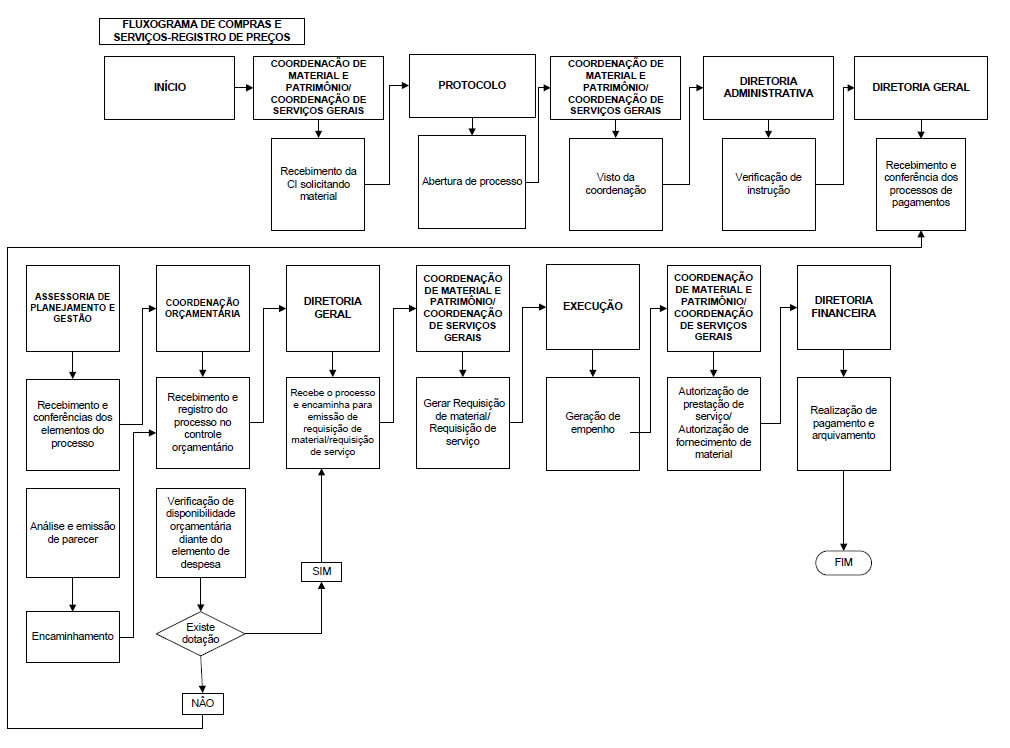 FLUXOGRAMA DE COMPRAS E
SERVIÇOS-REGISTRO DE PREÇOS
INÍCIO
COORDENACÃO DE
MATERIAL E
PATRIMÔNIO/
COORDENAÇÃO DE
SERVIÇOS GERAIS
PROTOCOLO
COORDENAÇÃO DE
MATERIAL E
PATRIMÔNIO/
COORDENAÇÃO DE
SERVIÇOS GERAIS
DIRETORIA
ADMINISTRATIVA
DIRETORIA GERAL
Recebimento da
CI solicitando
material
Abertura de processo
Visto da
coordenação
Verificação de
instrução
Recebimento e
conferência dos
processos de
pagamentos
ASSESSORIA DE
PLANEJAMENTO E
GESTÃO
COORDENAÇÃO
ORÇAMENTÁRIA
DIRETORIA
GERAL
COORDENAÇÃO
DE MATERIAL E
PATRIMÔNIO/
COORDENAÇÃO
DE SERVIÇOS
GERAIS
EXECUÇÃO
COORDENAÇÃO
DE MATERIAL E
PATRIMÔNIO/
COORDENAÇÃO
DE SERVIÇOS
GERAIS
DIRETORIA
FINANCEIRA
Recebimento e
conferências dos
elementos do
processo
Recebimento e
registro do
processo no
controle
orçamentário
Recebe o processo
e encaminha para
emissão de
requisição de
material/requisição
de serviço
Gerar Requisição
de material/
Requisição de
serviço
Geração de
empenho
Autorização de
prestação de
serviço/
Autorização de
fornecimento de
material
Realização de
pagamento e
arquivamento
Análise e emissão
de parecer
Verificação de
disponibilidade
orçamentária
diante do
elemento de
despesa
SIM
FIM
Encaminhamento
Existe
dotação
NÂO